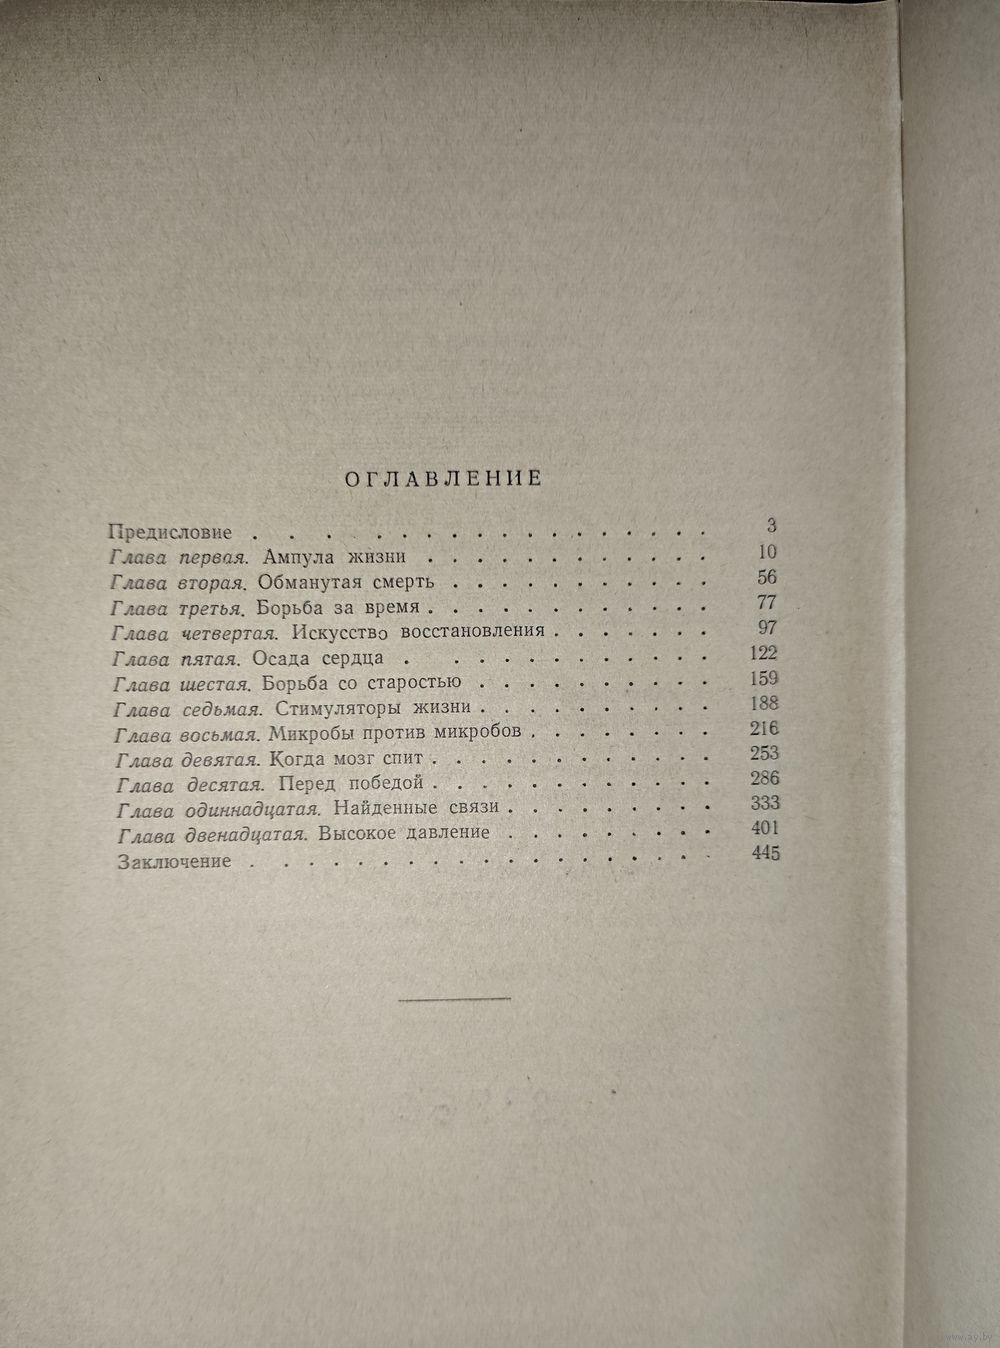 ОГЛАВЛЕНИЕ
Предисловие . . . . . . . . . . . . . . . . . . 3
Глава первая. Ампула жизни . . . . . . . . . . . . 10
Глава вторая. Обманутая смерть . . . . . . . . . . . 56
Глава третья. Борьба за время . . . . . . . . . . . . 77
Глава четвертая. Искусство восстановления . . . . . . . 97
Глава пятая. Осада сердца . . . . . . . . . . . . 122
Глава шестая. Борьба со старостью . . . . . . . . . . 159
Глава седьмая. Стимуляторы жизни . . . . . . . . . . 188
Глава восьмая. Микробы против микробов . . . . . . . . 216
Глава девятая. Когда мозг спит . . . . . . . . . . . . 253
Глава десятая. Перед победой . . . . . . . . . . . . 286
Глава одиннадцатая. Найденные связи . . . . . . . . . 333
Глава двенадцатая. Высокое давление . . . . . . . . . 401
Заключение . . . . . . . . . . . . . . . . . . . 445
www.ay.by